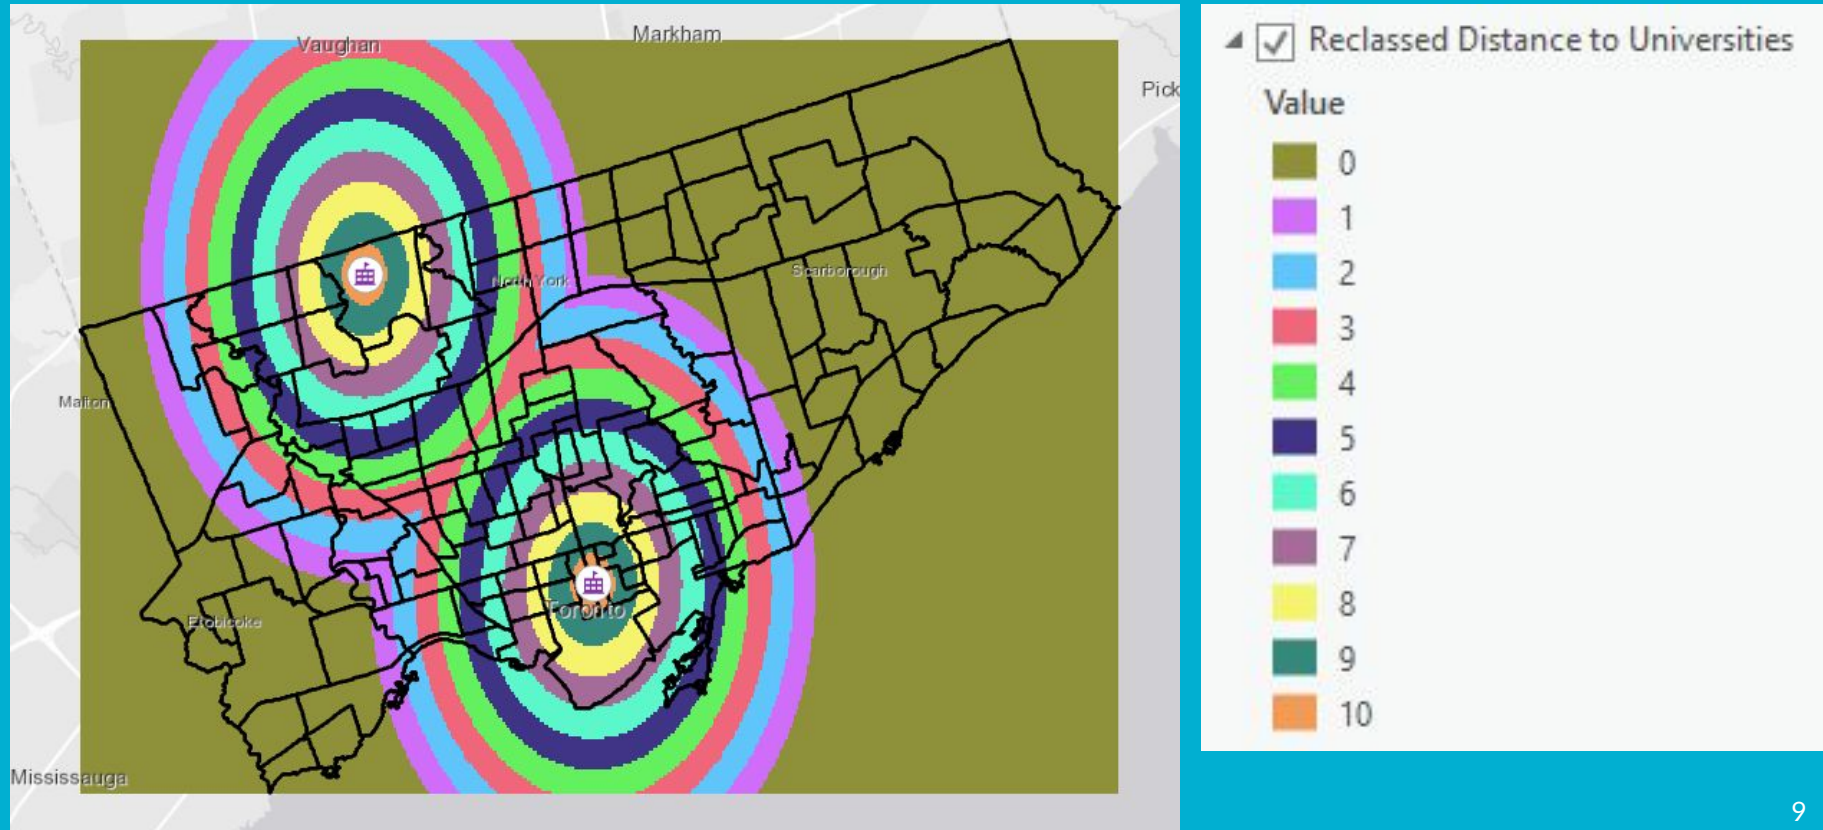 Vaughan
Markham
Pick
North York
Scarborough
Malton
Toronto
Etobicoke
Mississauga
Reclassed Distance to Universities
Value
0
1
2
3
4
5
6
7
8
9
10
9